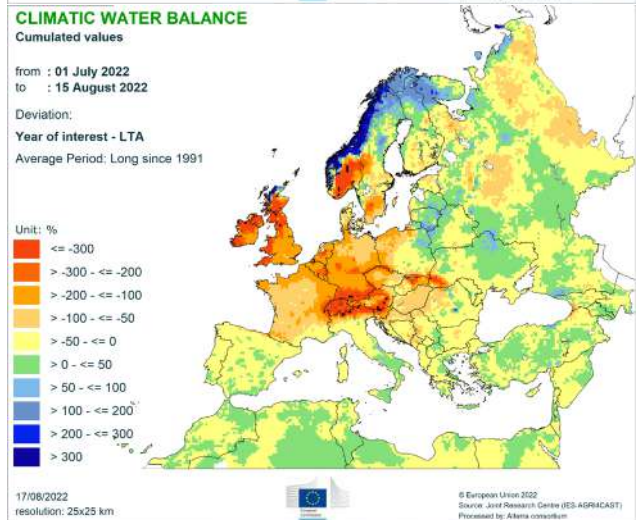 CLIMATIC WATER BALANCE
Cumulated values
from : 01 July 2022
to : 15 August 2022
Deviation:
Year of interest - LTA
Average Period: Long since 1991
Unit: %
<= -300
> -300 - <= -200
> -200 - <= -100
> -100 - <= -50
> -50 - <= 0
> 0 - <= 50
> 50 - <= 100
> 100 - <= 200
> 200 - <= 300
> 300
17/08/2022
resolution: 25x25 km
© European Union 2022
Source: Joint Research Centre (IES-AGRI4CAST)
Processed by: Alterra consortium